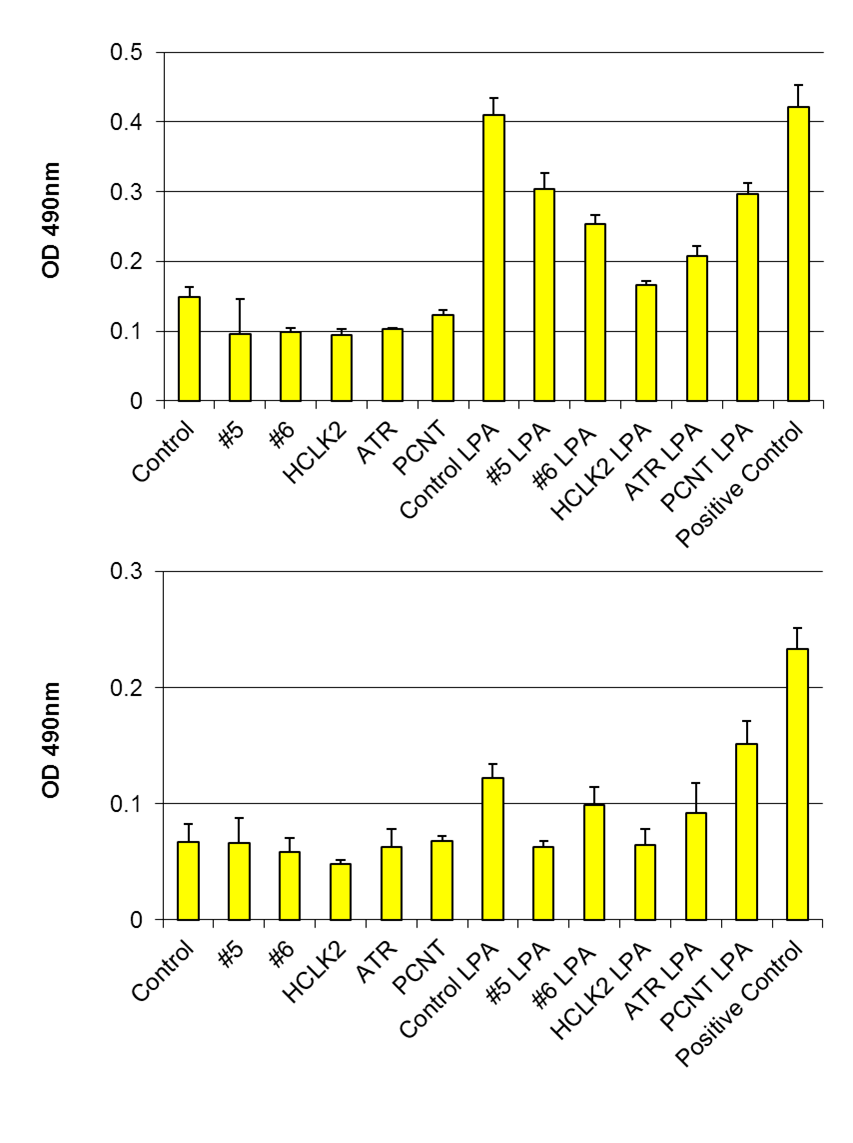 0.5
0.4
0.3
0.2
0.1
0
OD 490nm
Control
#5
#6
HCLK2
ATR
PCNT
Control LPA
#5 LPA
#6 LPA
HCLK2 LPA
ATR LPA
PCNT LPA
Positive Control
0.3
0.2
0.1
0
OD 490nm
Control
#5
#6
HCLK2
ATR
PCNT
Control LPA
#5 LPA
#6 LPA
HCLK2 LPA
ATR LPA
PCNT LPA
Positive Control